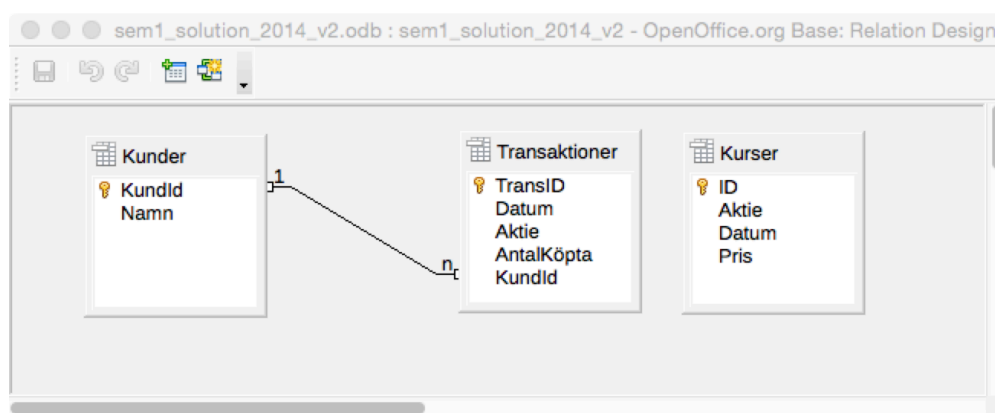 sem1_solution_2014_v2.odb : sem1_solution_2014_v2 - OpenOffice.org Base: Relation Design
Kunder
KundId
Namn
1
n
Transaktioner
TransID
Datum
Aktie
AntalKöpta
KundId
Kurser
ID
Aktie
Datum
Pris